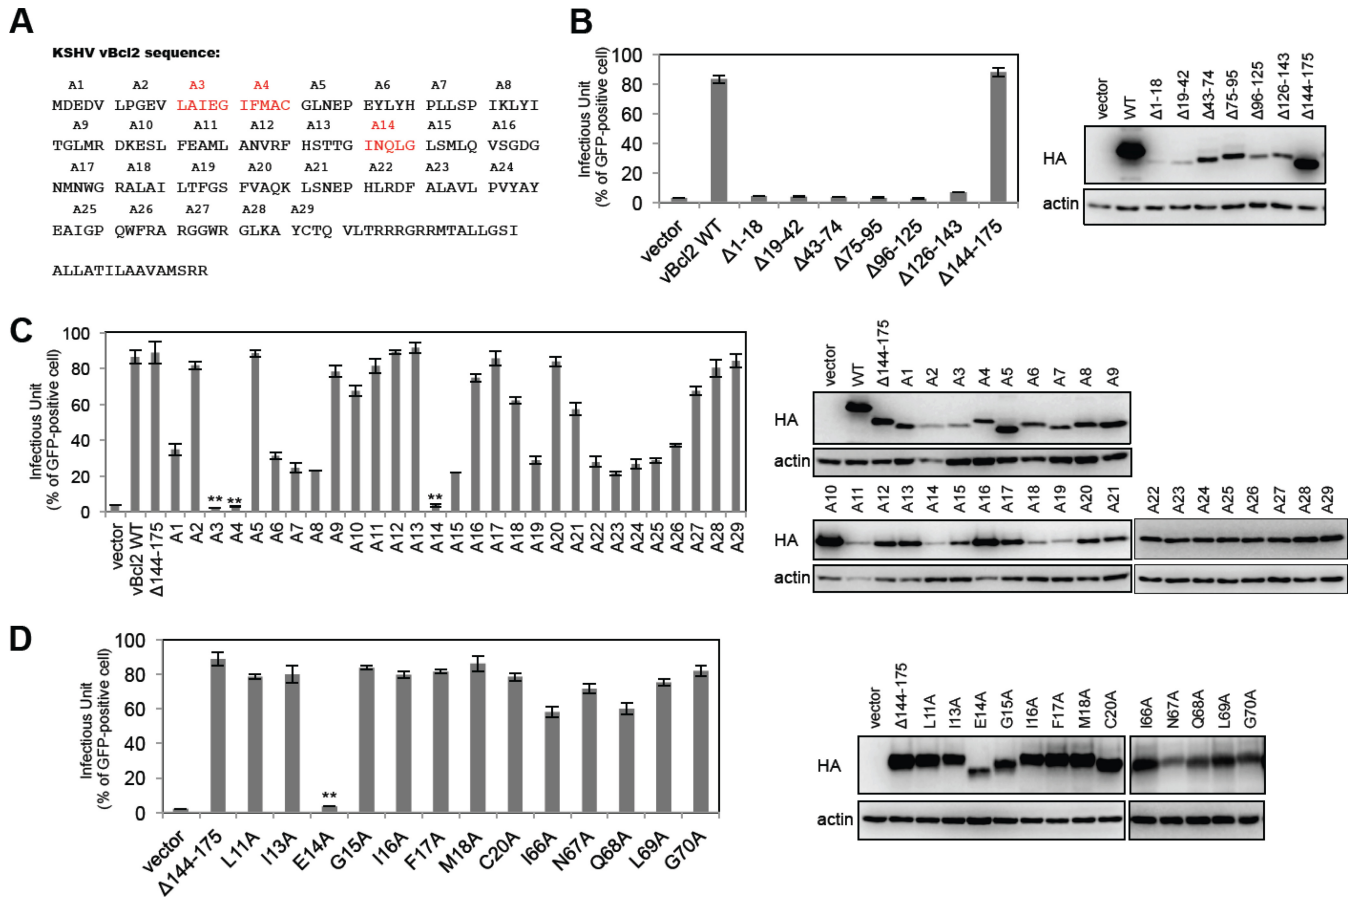 A
KSHV vBcl2 sequence:
A1 A2 A3 A4 A5 A6 A7 A8
MDEDV LPGEV LAIEG IFMAC GLNEP EYLYH PLLSP IKLYI
A9 A10 A11 A12 A13 A14 A15 A16
TGLMR DKESL FEAML ANVRF HSTTG INQLG LSMLQ VSGDG
A17 A18 A19 A20 A21 A22 A23 A24
NMNWG RALAI LTFGS FVAQK LSNEP HLRDF ALAVL PVYAY
A25 A26 A27 A28 A29
EAIGP QWFRA RGGWR GLKA YCTQ VLTRRRGRRMTALLGSI
ALLATILAAVAMSRR
B
Infectious Unit
(% of GFP-positive cell)
100
80
60
40
20
0
vector
vBcl2 WT
Δ1-18
Δ19-42
Δ43-74
Δ75-95
Δ96-125
Δ126-143
Δ144-175
vector
WT
Δ1-18
Δ19-42
Δ43-74
Δ75-95
Δ96-125
Δ126-143
Δ144-175
HA
actin
C
Infectious Unit
(% of GFP-positive cell)
100
80
60
40
20
0
** ** **
vector
vBcl2 WT
Δ144-175
A1
A2
A3
A4
A5
A6
A7
A8
A9
A10
A11
A12
A13
A14
A15
A16
A17
A18
A19
A20
A21
A22
A23
A24
A25
A26
A27
A28
A29
vector
WT
Δ144-175
A1
A2
A3
A4
A5
A6
A7
A8
A9
HA
actin
A10
A11
A12
A13
A14
A15
A16
A17
A18
A19
A20
A21
A22
A23
A24
A25
A26
A27
A28
A29
HA
actin
D
Infectious Unit
(% of GFP-positive cell)
100
80
60
40
20
0
**
vector
Δ144-175
L11A
I13A
E14A
G15A
I16A
F17A
M18A
C20A
I66A
N67A
Q68A
L69A
G70A
vector
Δ144-175
L11A
I13A
E14A
G15A
I16A
F17A
M18A
C20A
I66A
N67A
Q68A
L69A
G70A
HA
actin